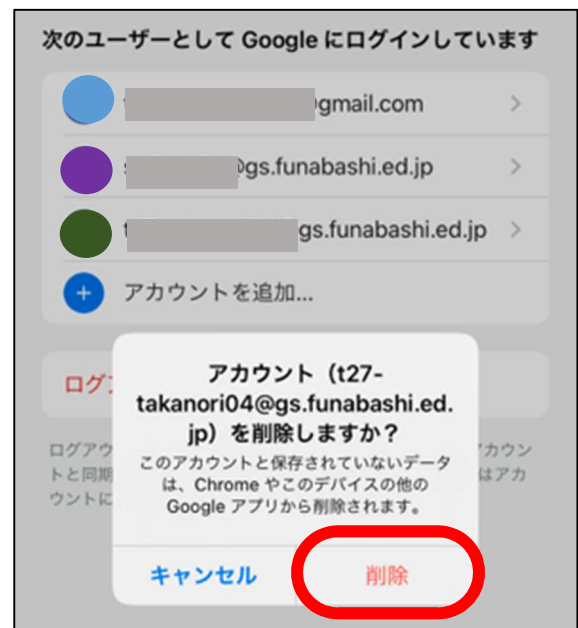 次のユーザーとして Google にログインしています
@gmail.com
@gs.funabashi.ed.jp
gs.funabashi.ed.jp
アカウントを追加...
ログ
アカウント（t27-
takanori04@gs.funabashi.ed.
jp）を削除しますか？
ログアウ
カウン
このアカウントと保存されていないデータ
トと同期
はアカ
は、Chrome やこのデバイスの他の
ウントに
Google アプリから削除されます。
キャンセル
削除